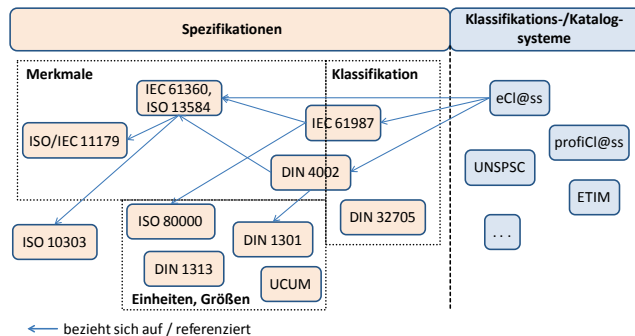 Spezifikationen
Klassifikations-/Katalog-
systeme
Merkmale
Klassifikation
IEC 61360,
ISO 13584
eCl@ss
IEC 61987
ISO/IEC 11179
profiCl@ss
UNSPSC
DIN 4002
ETIM
ISO 80000
DIN 32705
ISO 10303
DIN 1301
. . .
DIN 1313
UCUM
Einheiten, Größen
bezieht sich auf / referenziert